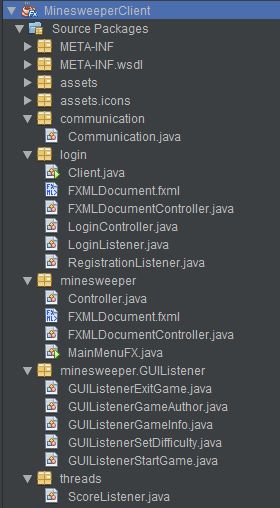 MinesweeperClient
Source Packages
META-INF
META-INF.wsdl
assets
assets.icons
communication
Communication.java
login
Client.java
FXMLDocument.fxml
FXMLDocumentController.java
LoginController.java
LoginListener.java
RegistrationListener.java
minesweeper
Controller.java
FXMLDocument.fxml
FXMLDocumentController.java
MainMenuFX.java
minesweeper.GUIListener
GUIListenerExitGame.java
GUIListenerGameAuthor.java
GUIListenerGameInfo.java
GUIListenerSetDifficulty.java
GUIListenerStartGame.java
threads
ScoreListener.java